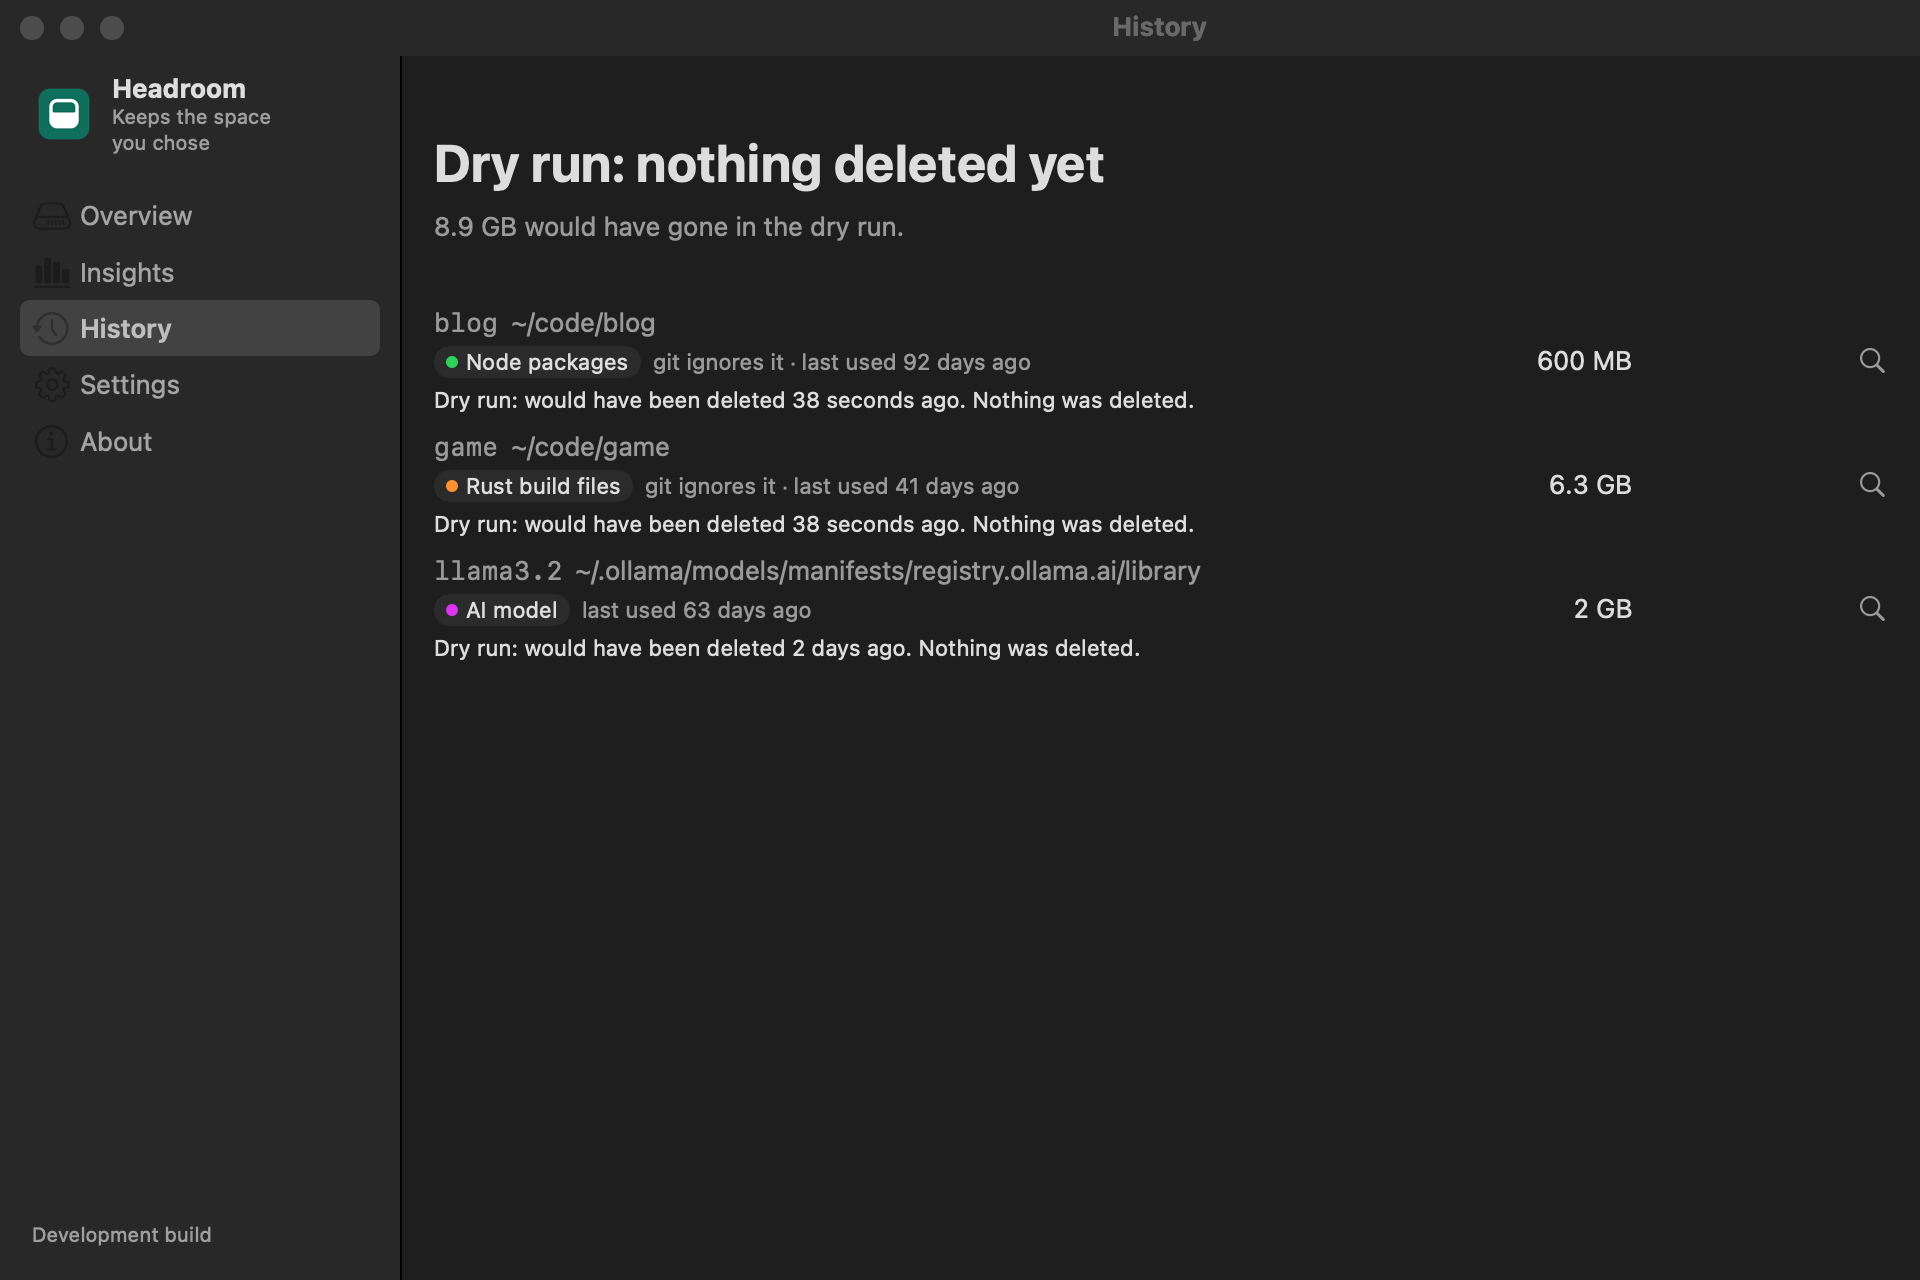 History
Headroom
Keeps the space
you chose
Overview
Insights
History
Settings
About
Development build
Dry run: nothing deleted yet
8.9 GB would have gone in the dry run.
blog ~/code/blog
Node packages git ignores it · last used 92 days ago 600 MB
Dry run: would have been deleted 38 seconds ago. Nothing was deleted.
game ~/code/game
Rust build files git ignores it · last used 41 days ago 6.3 GB
Dry run: would have been deleted 38 seconds ago. Nothing was deleted.
llama3.2 ~/.ollama/models/manifests/registry.ollama.ai/library
AI model last used 63 days ago 2 GB
Dry run: would have been deleted 2 days ago. Nothing was deleted.